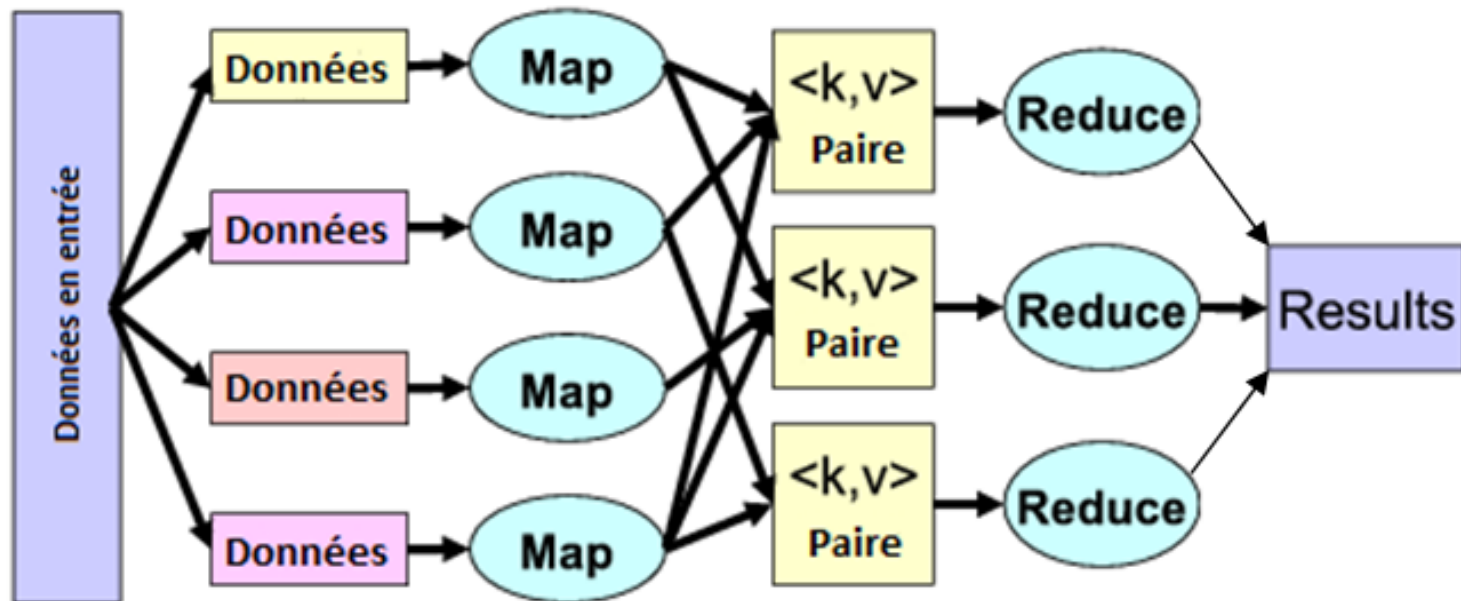 Données en entrée
Données
Map
<k,v>
Paire
Reduce
Données
Map
<k,v>
Paire
Reduce
Results
Données
Map
<k,v>
Paire
Reduce
Données
Map